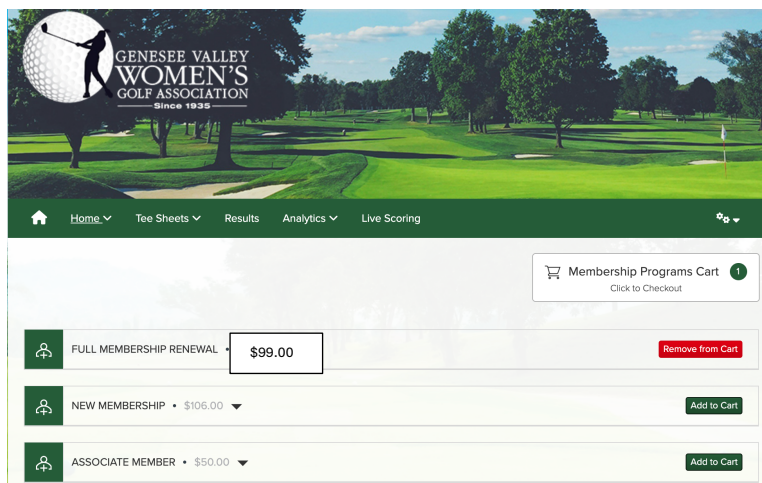 GENESEE VALLEY
WOMEN'S
GOLF ASSOCIATION
Since 1935
Home Tee Sheets Results Analytics Live Scoring
Membership Programs Cart 1
Click to Checkout
FULL MEMBERSHIP RENEWAL • $99.00 Remove from Cart
NEW MEMBERSHIP • $106.00 Add to Cart
ASSOCIATE MEMBER • $50.00 Add to Cart